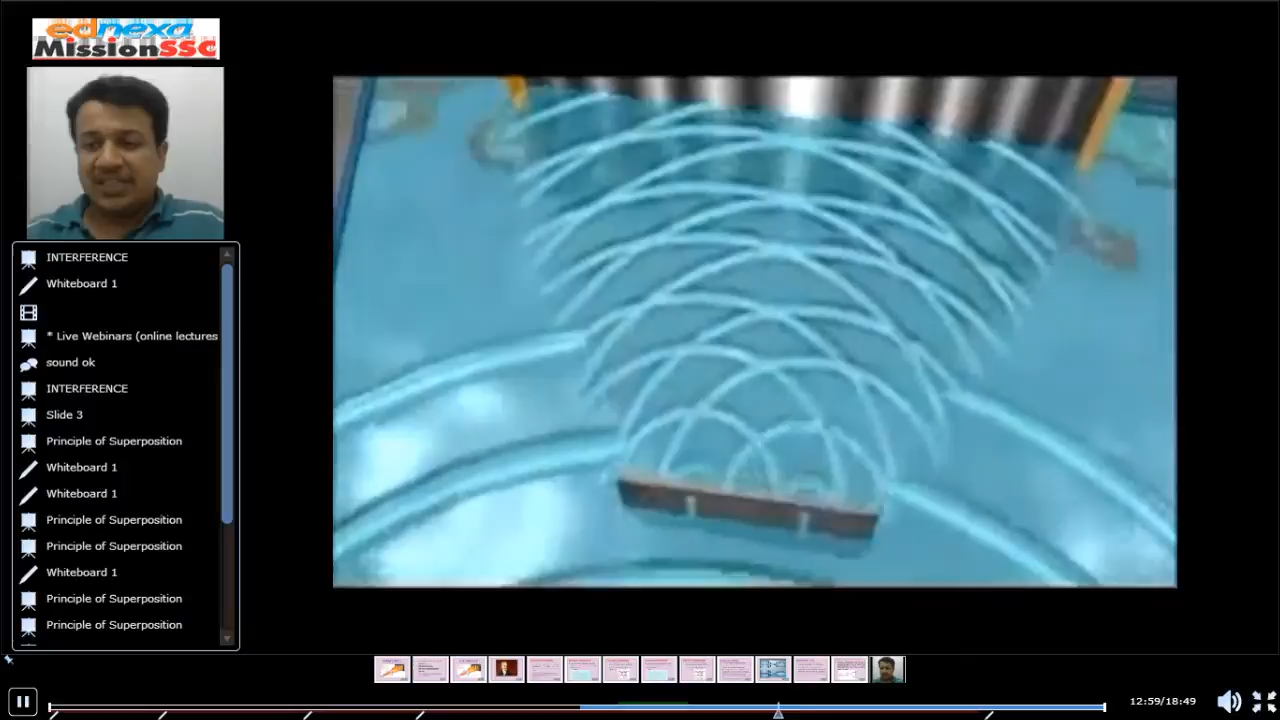 ednexa
MissionSSC
INTERFERENCE
Whiteboard 1
* Live Webinars (online lectures
sound ok
INTERFERENCE
Slide 3
Principle of Superposition
Whiteboard 1
Whiteboard 1
Principle of Superposition
Principle of Superposition
Whiteboard 1
Principle of Superposition
Principle of Superposition
12:59/18:49